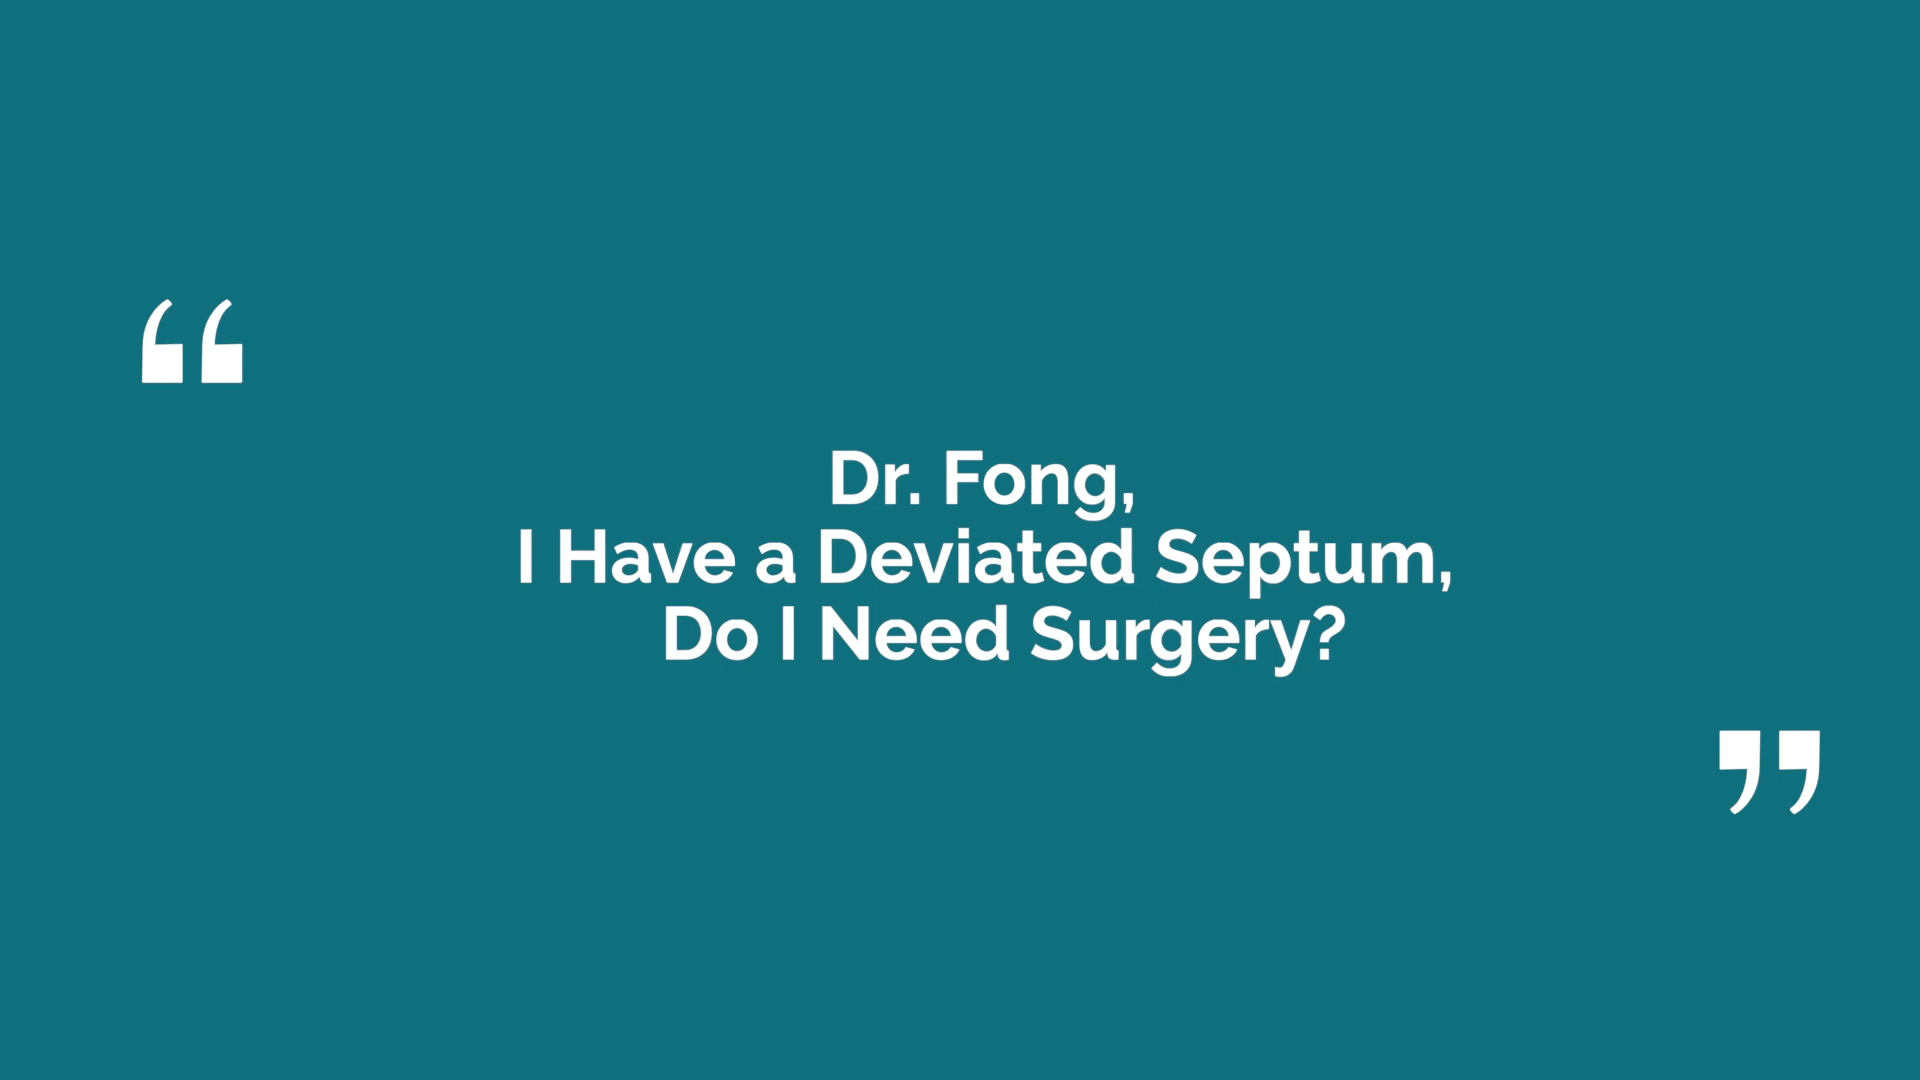 “
Dr. Fong,
I Have a Deviated Septum,
Do I Need Surgery?
”